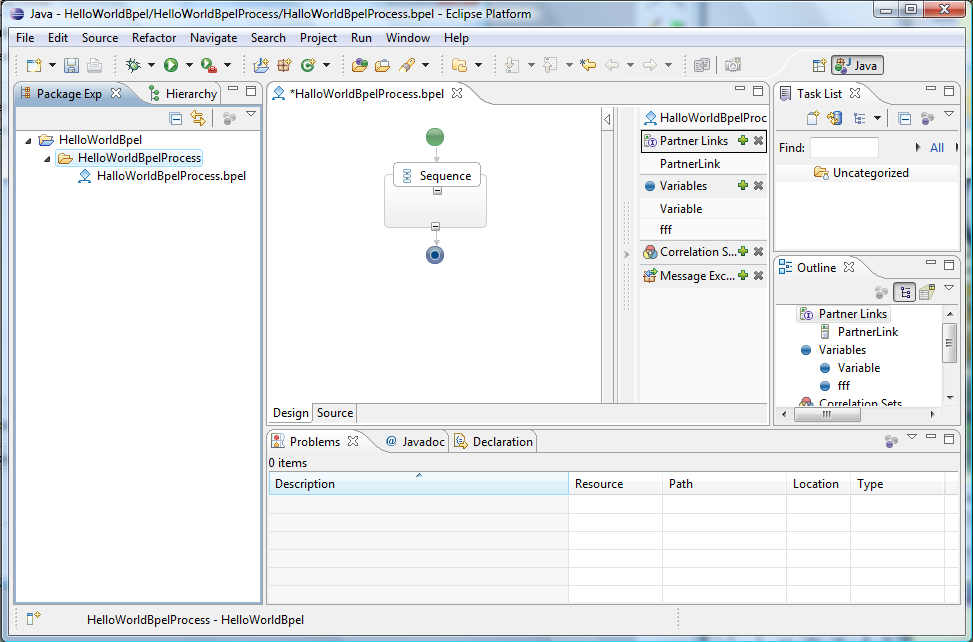 Java - HelloWorldBpel/HelloWorldBpelProcess/HalloWorldBpelProcess.bpel - Eclipse Platform
File Edit Source Refactor Navigate Search Project Run Window Help
Java
Package Exp
Hierarchy
HelloWorldBpel
HelloWorldBpelProcess
HalloWorldBpelProcess.bpel
*HalloWorldBpelProcess.bpel
Sequence
HalloWorldBpelProc
Partner Links
PartnerLink
Variables
Variable
fff
Correlation S...
Message Exc...
Design
Source
Task List
Find:
All
Uncategorized
Outline
Partner Links
PartnerLink
Variables
Variable
fff
Correlation Sets
Problems
@ Javadoc
Declaration
0 items
Description Resource Path Location Type
HelloWorldBpelProcess - HelloWorldBpel